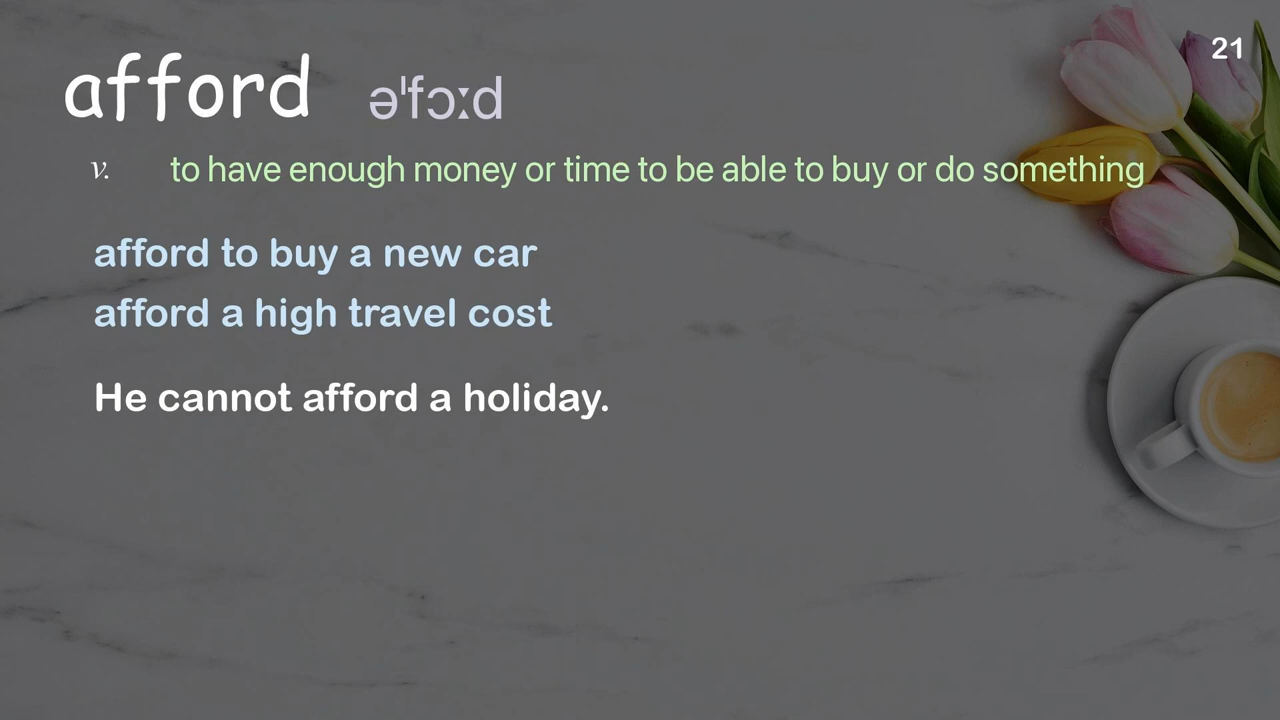 21
afford əˈfɔːd
v. to have enough money or time to be able to buy or do something
afford to buy a new car
afford a high travel cost
He cannot afford a holiday.